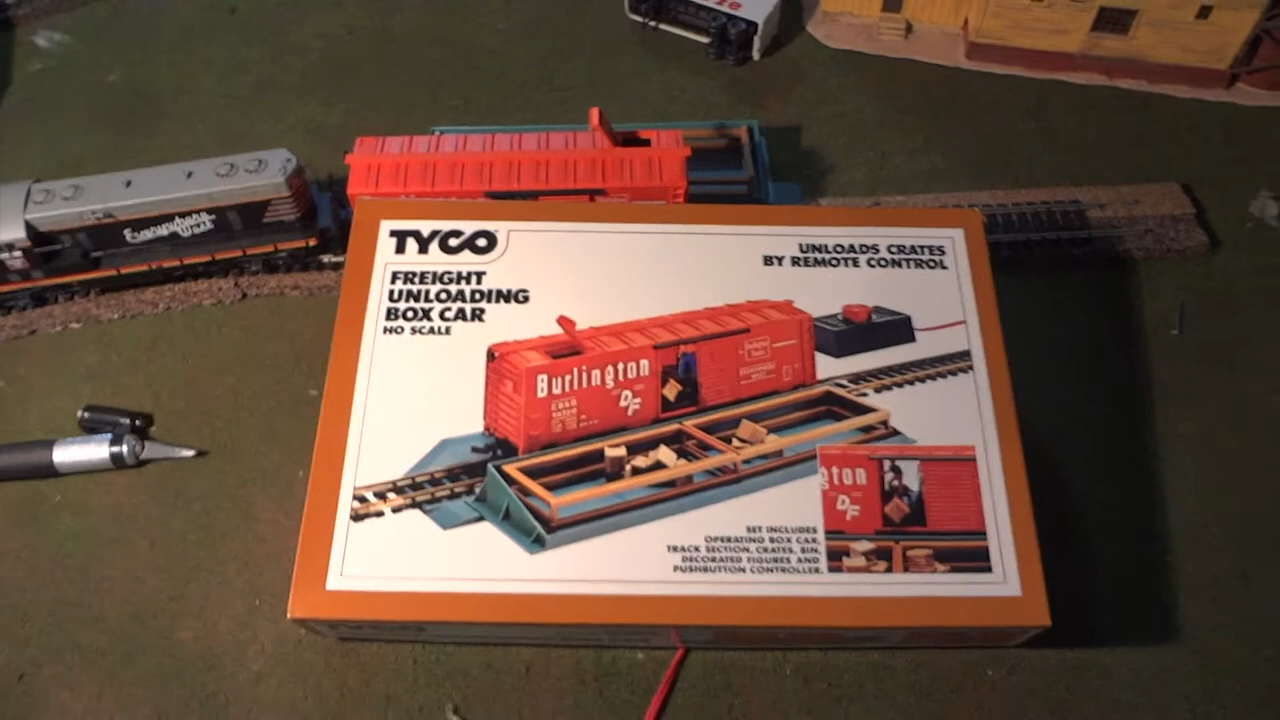 TYCO
FREIGHT
UNLOADING
BOX CAR
HO SCALE
UNLOADS CRATES
BY REMOTE CONTROL
Burlington
DF
gton
DF
SET INCLUDES
OPERATING BOX CAR,
TRACK SECTION, CRATES, BIN,
DECORATED FIGURES AND
PUSHBUTTON CONTROLLER.
Everywhere
West